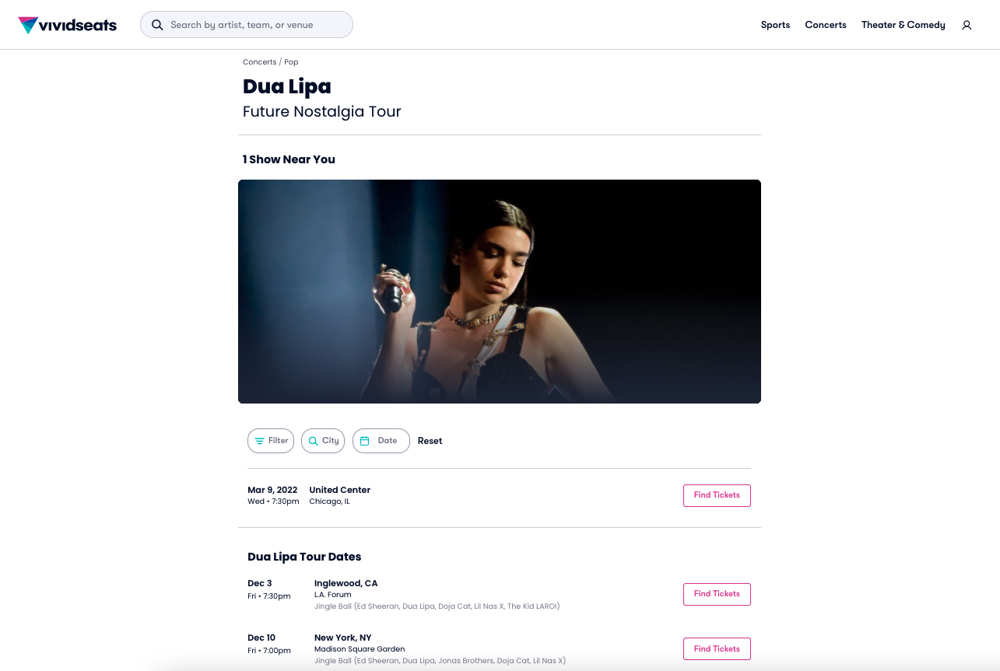 vividseats
Search by artist, team, or venue
Sports
Concerts
Theater & Comedy
Concerts / Pop
Dua Lipa
Future Nostalgia Tour
1 Show Near You
Filter
City
Date
Reset
Mar 9, 2022
Wed • 7:30pm
United Center
Chicago, IL
Find Tickets
Dua Lipa Tour Dates
Dec 3
Fri • 7:30pm
Inglewood, CA
L.A. Forum
Jingle Ball (Ed Sheeran, Dua Lipa, Doja Cat, Lil Nas X, The Kid LAROI)
Find Tickets
Dec 10
Fri • 7:00pm
New York, NY
Madison Square Garden
Jingle Ball (Ed Sheeran, Dua Lipa, Jonas Brothers, Doja Cat, Lil Nas X)
Find Tickets